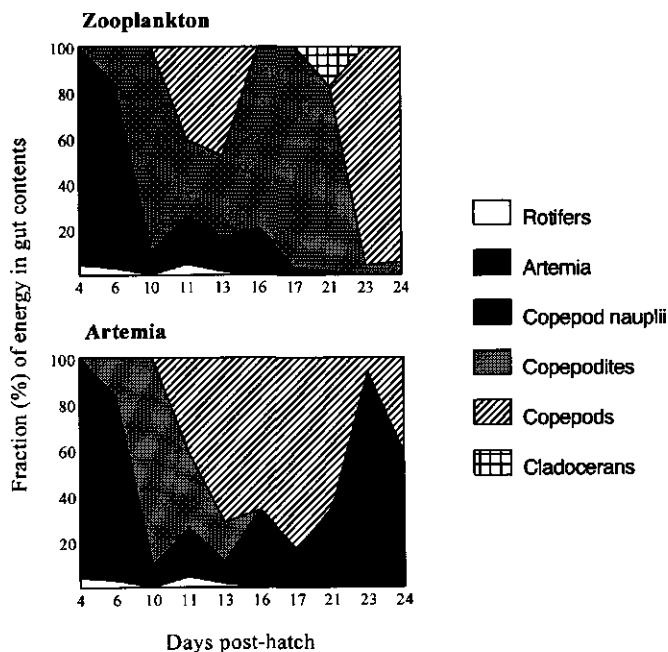 Zooplankton
100
80
60
40
20
4 6 10 11 13 16 17 21 23 24
Artemia
100
80
60
40
20
4 6 10 11 13 16 17 21 23 24
Days post-hatch
Fraction (%) of energy in gut contents
Rotifers
Artemia
Copepod nauplii
Copepodites
Copepods
Cladocerans